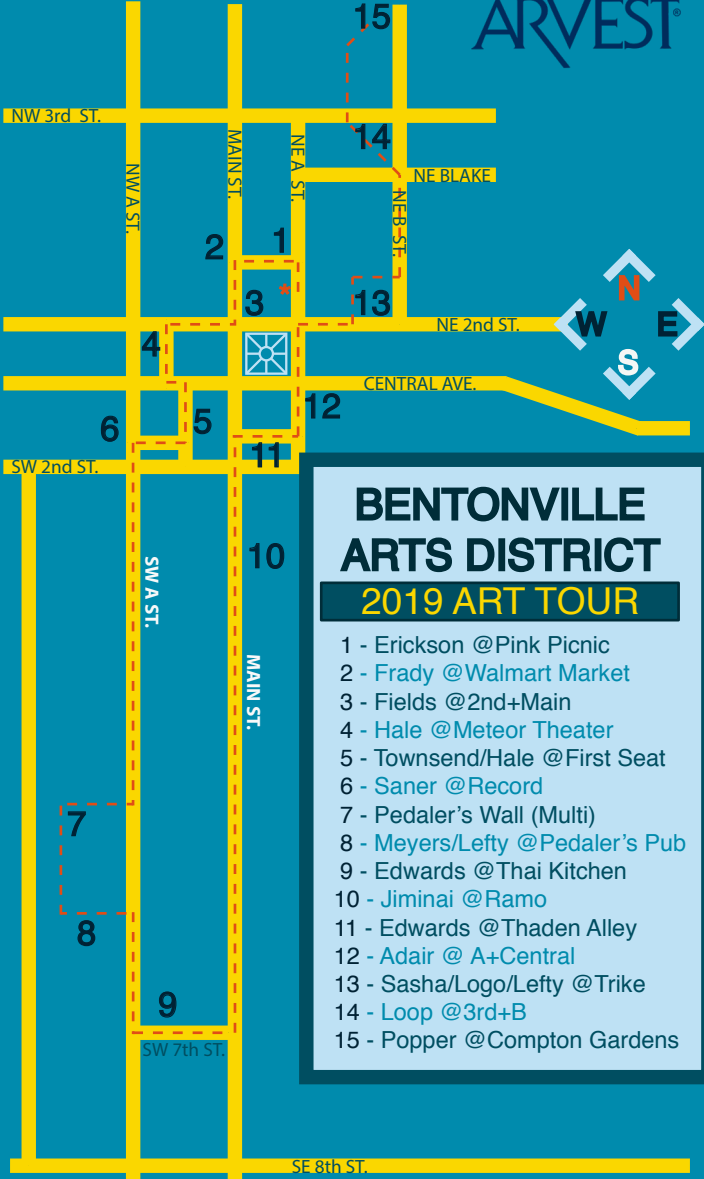 15
ARVEST®
NW 3rd ST.
14
MAIN ST.
NE A ST.
NW A ST.
NE BLAKE
NE B ST.
2
1
N
3
*
13
W
E
4
NE 2nd ST.
S
CENTRAL AVE.
12
5
6
11
SW 2nd ST.
10
SW A ST.
MAIN ST.
7
8
9
SW 7th ST.
SE 8th ST.
BENTONVILLE
ARTS DISTRICT
2019 ART TOUR
1 - Erickson @Pink Picnic
2 - Frady @Walmart Market
3 - Fields @2nd+Main
4 - Hale @Meteor Theater
5 - Townsend/Hale @First Seat
6 - Saner @Record
7 - Pedaler's Wall (Multi)
8 - Meyers/Lefty @Pedaler's Pub
9 - Edwards @Thai Kitchen
10 - Jiminai @Ramo
11 - Edwards @Thaden Alley
12 - Adair @ A+Central
13 - Sasha/Logo/Lefty @Trike
14 - Loop @3rd+B
15 - Popper @Compton Gardens